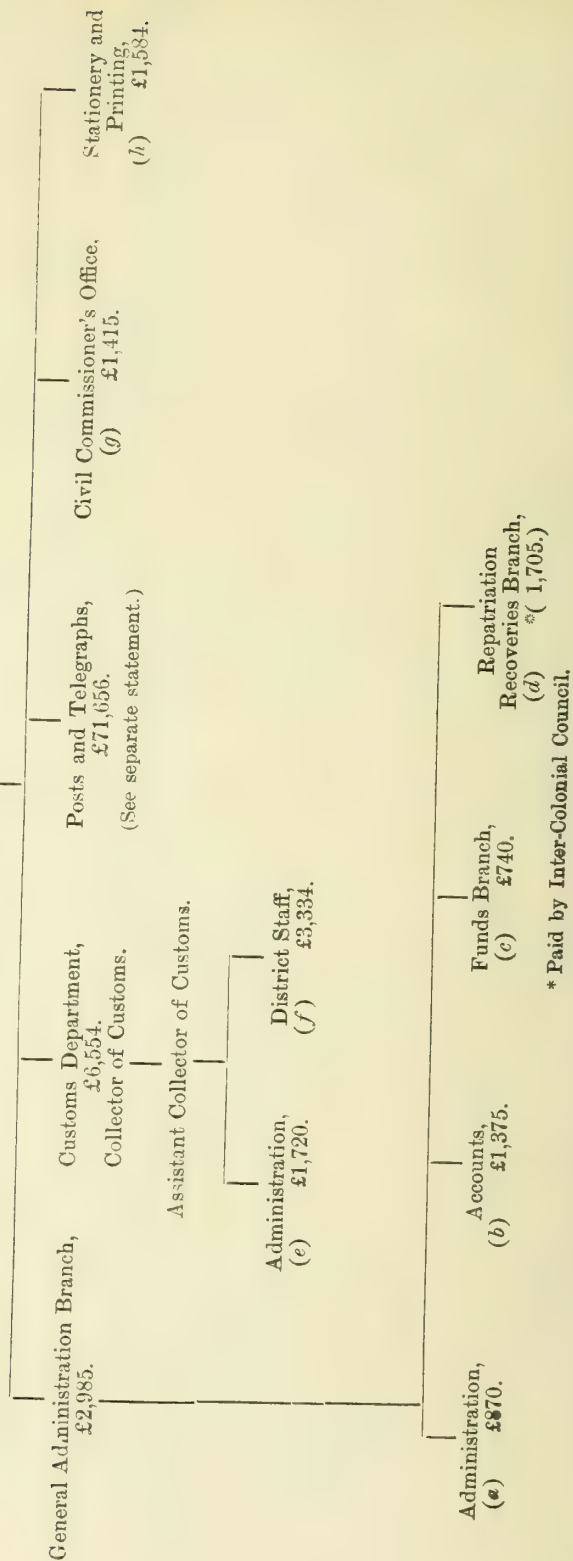 General Administration Branch,
£2,985.
Customs Department,
£6,554.
Collector of Customs.
Posts and Telegraphs,
£71,656.
(See separate statement.)
Civil Commissioner's Office,
(g) £1,415.
Stationery and
Printing,
(h) £1,584.
Assistant Collector of Customs.
Administration,
(e) £1,720.
District Staff,
(f) £3,334.
Administration,
(a) £870.
Accounts,
(b) £1,375.
Funds Branch,
(c) £740.
Repatriation
Recoveries Branch,
(d) *( 1,705.)
* Paid by Inter-Colonial Council.